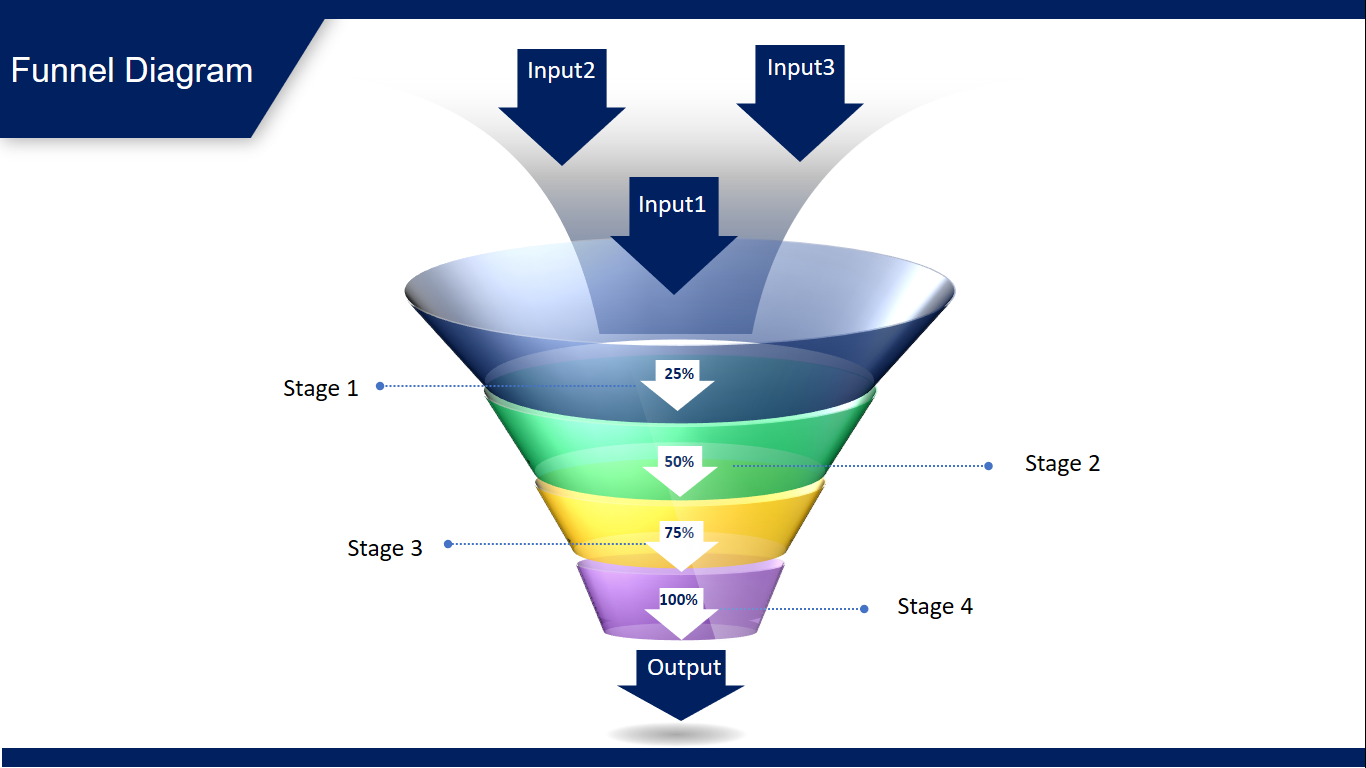 Funnel Diagram
Input2
Input3
Input1
25%
Stage 1
50%
Stage 2
75%
Stage 3
100%
Stage 4
Output